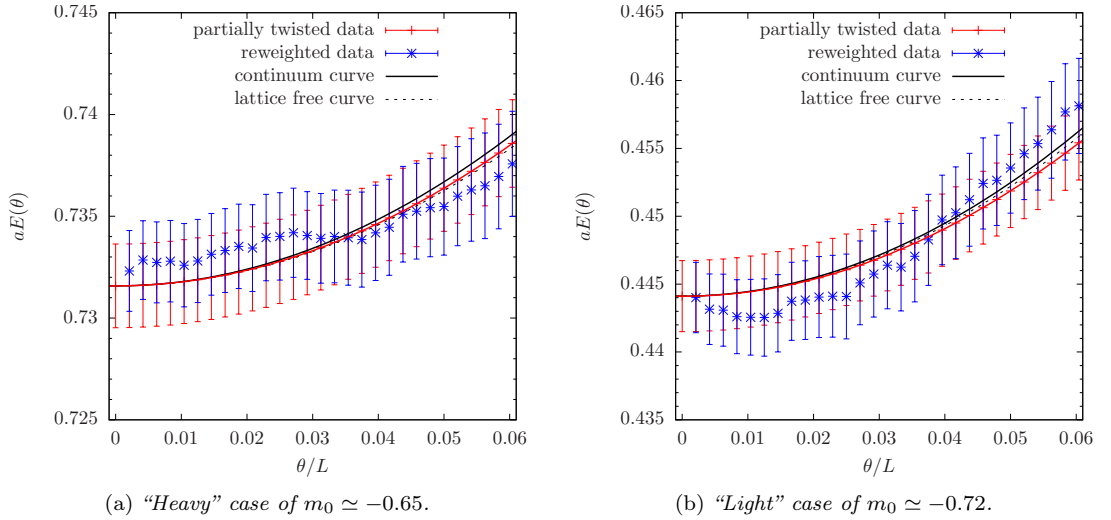 0.745
0.74
0.735
0.73
0.725
aE(θ)
0 0.01 0.02 0.03 0.04 0.05 0.06
θ/L
partially twisted data
reweighted data
continuum curve
lattice free curve
(a) “Heavy” case of m₀ ≃ −0.65.
0.465
0.46
0.455
0.45
0.445
0.44
0.435
aE(θ)
0 0.01 0.02 0.03 0.04 0.05 0.06
θ/L
partially twisted data
reweighted data
continuum curve
lattice free curve
(b) “Light” case of m₀ ≃ −0.72.